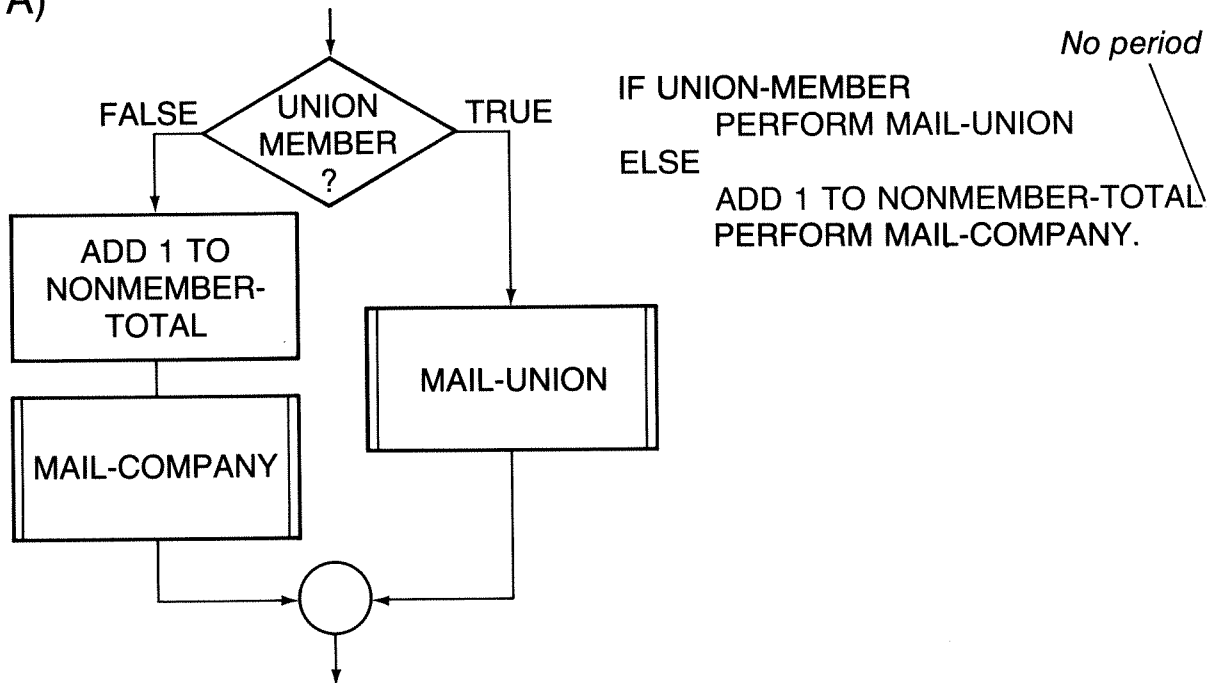 A)
No period
FALSE
UNION
MEMBER
?
TRUE
IF UNION-MEMBER
PERFORM MAIL-UNION
ELSE
ADD 1 TO NONMEMBER-TOTAL
PERFORM MAIL-COMPANY.
ADD 1 TO
NONMEMBER-
TOTAL
MAIL-UNION
MAIL-COMPANY